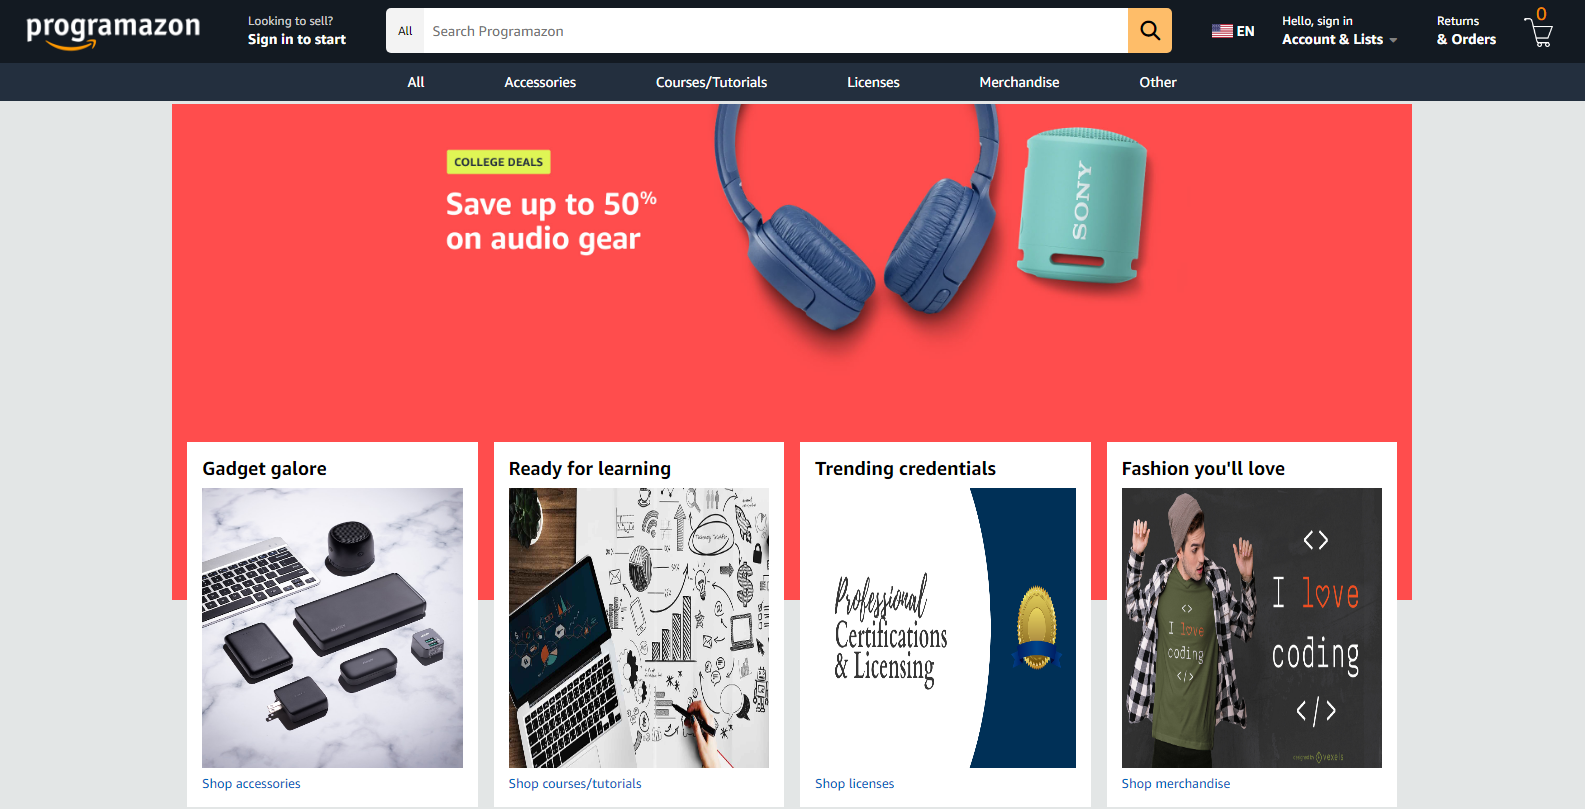 programazon
Looking to sell?
Sign in to start
All
Search Programazon
EN
Hello, sign in
Account & Lists
Returns
& Orders
0
All
Accessories
Courses/Tutorials
Licenses
Merchandise
Other
COLLEGE DEALS
Save up to 50%
on audio gear
SONY
Gadget galore
Shop accessories
Ready for learning
Shop courses/tutorials
Trending credentials
Professional
Certifications
& Licensing
Shop licenses
Fashion you'll love
<>
I love
coding
</>
<>
I love
coding
</>
Shop merchandise